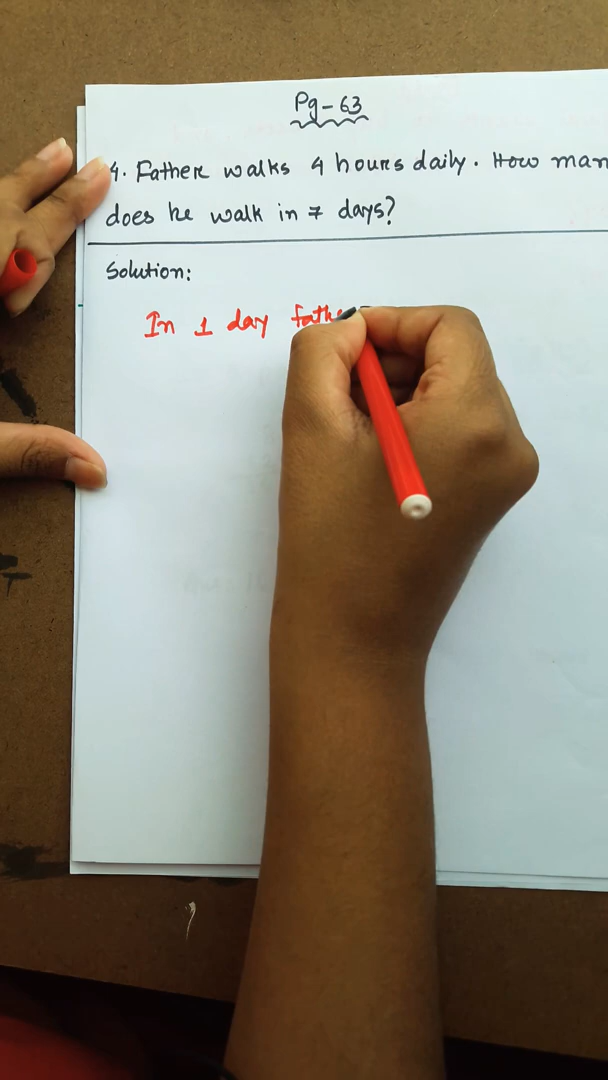 Pg-63
4. Father walks 4 hours daily. How
does he walk in 7 days?
Solution:
In 1 day